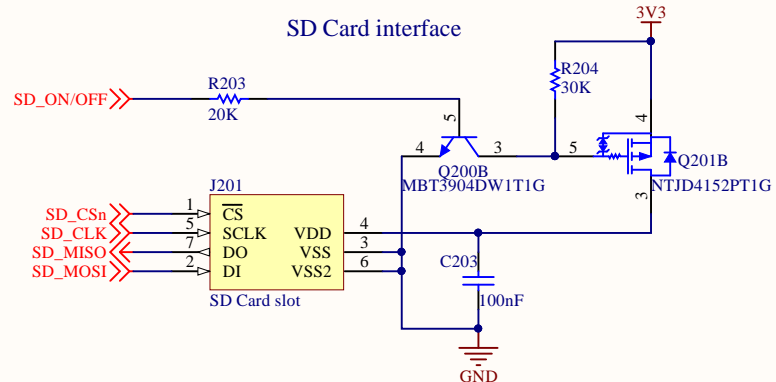 SD Card interface
3V3
R203
SD_ON/OFF
20K
R204
30K
5
4
4
3
5
Q201B
Q200B
MBT3904DW1T1G
NTJD4152PT1G
3
J201
SD_CSn
1
CS
SD_CLK
5
SCLK
VDD
4
SD_MISO
7
DO
VSS
3
SD_MOSI
2
DI
VSS2
6
C203
100nF
SD Card slot
GND